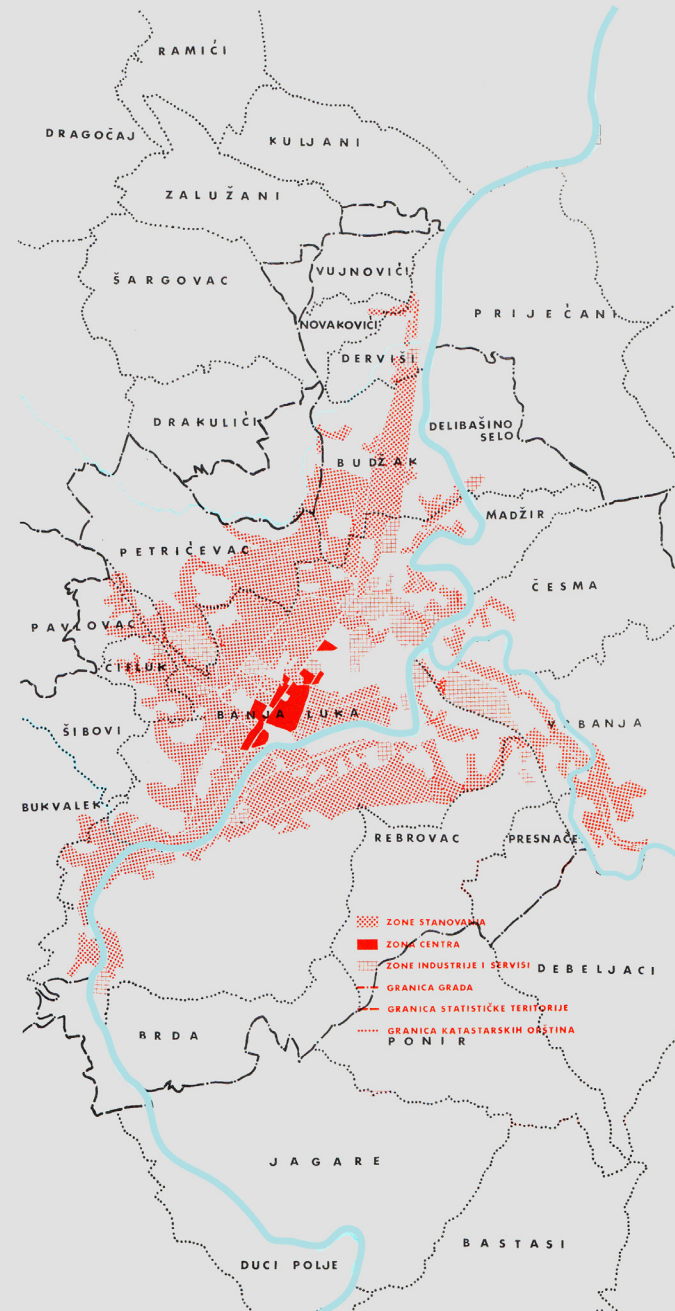 RAMIĆI
DRAGOČAJ
KULJANI
ZALUŽANI
ŠARGOVAC
VUJNOVIĆI
PRIJEČANI
NOVAKOVIĆI
DERVIŠI
DRAKULIĆI
DELIBAŠINO
SELO
BUDŽAK
MADŽIR
PETRIĆEVAC
ČESMA
PAVLOVAC
ČIFLUK
BANJA LUKA
VRBANJA
ŠIBOVI
BUKVALEK
REBROVAC
PRESNAČE
ZONE STANOVANJA
ZONA CENTRA
ZONE INDUSTRIJE I SERVISI
DEBELJACI
GRANICA GRADA
GRANICA STATISTIČKE TERITORIJE
GRANICA KATASTARSKIH OPŠTINA
BRDA
PONIR
JAGARE
BASTASI
DUCI POLJE